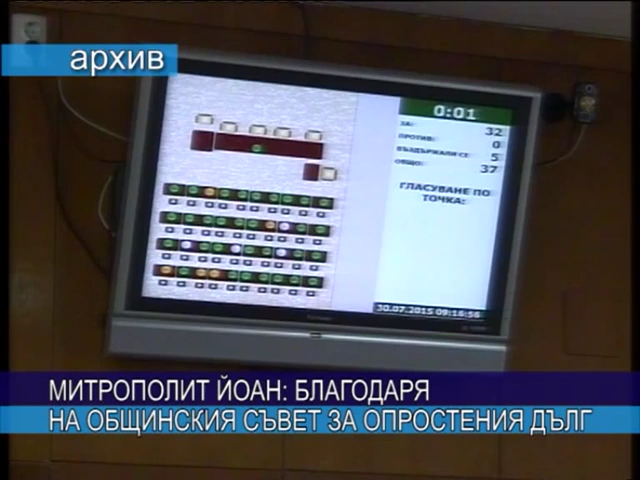 архив
0:01
ЗА: 32
ПРОТИВ: 0
ВЪЗДЪРЖАЛИ СЕ: 5
ОБЩО: 37
ГЛАСУВАНЕ ПО
ТОЧКА:
30.07.2015 09:16:56
МИТРОПОЛИТ ЙОАН: БЛАГОДАРЯ
НА ОБЩИНСКИЯ СЪВЕТ ЗА ОПРОСТЕНИЯ ДЪЛГ